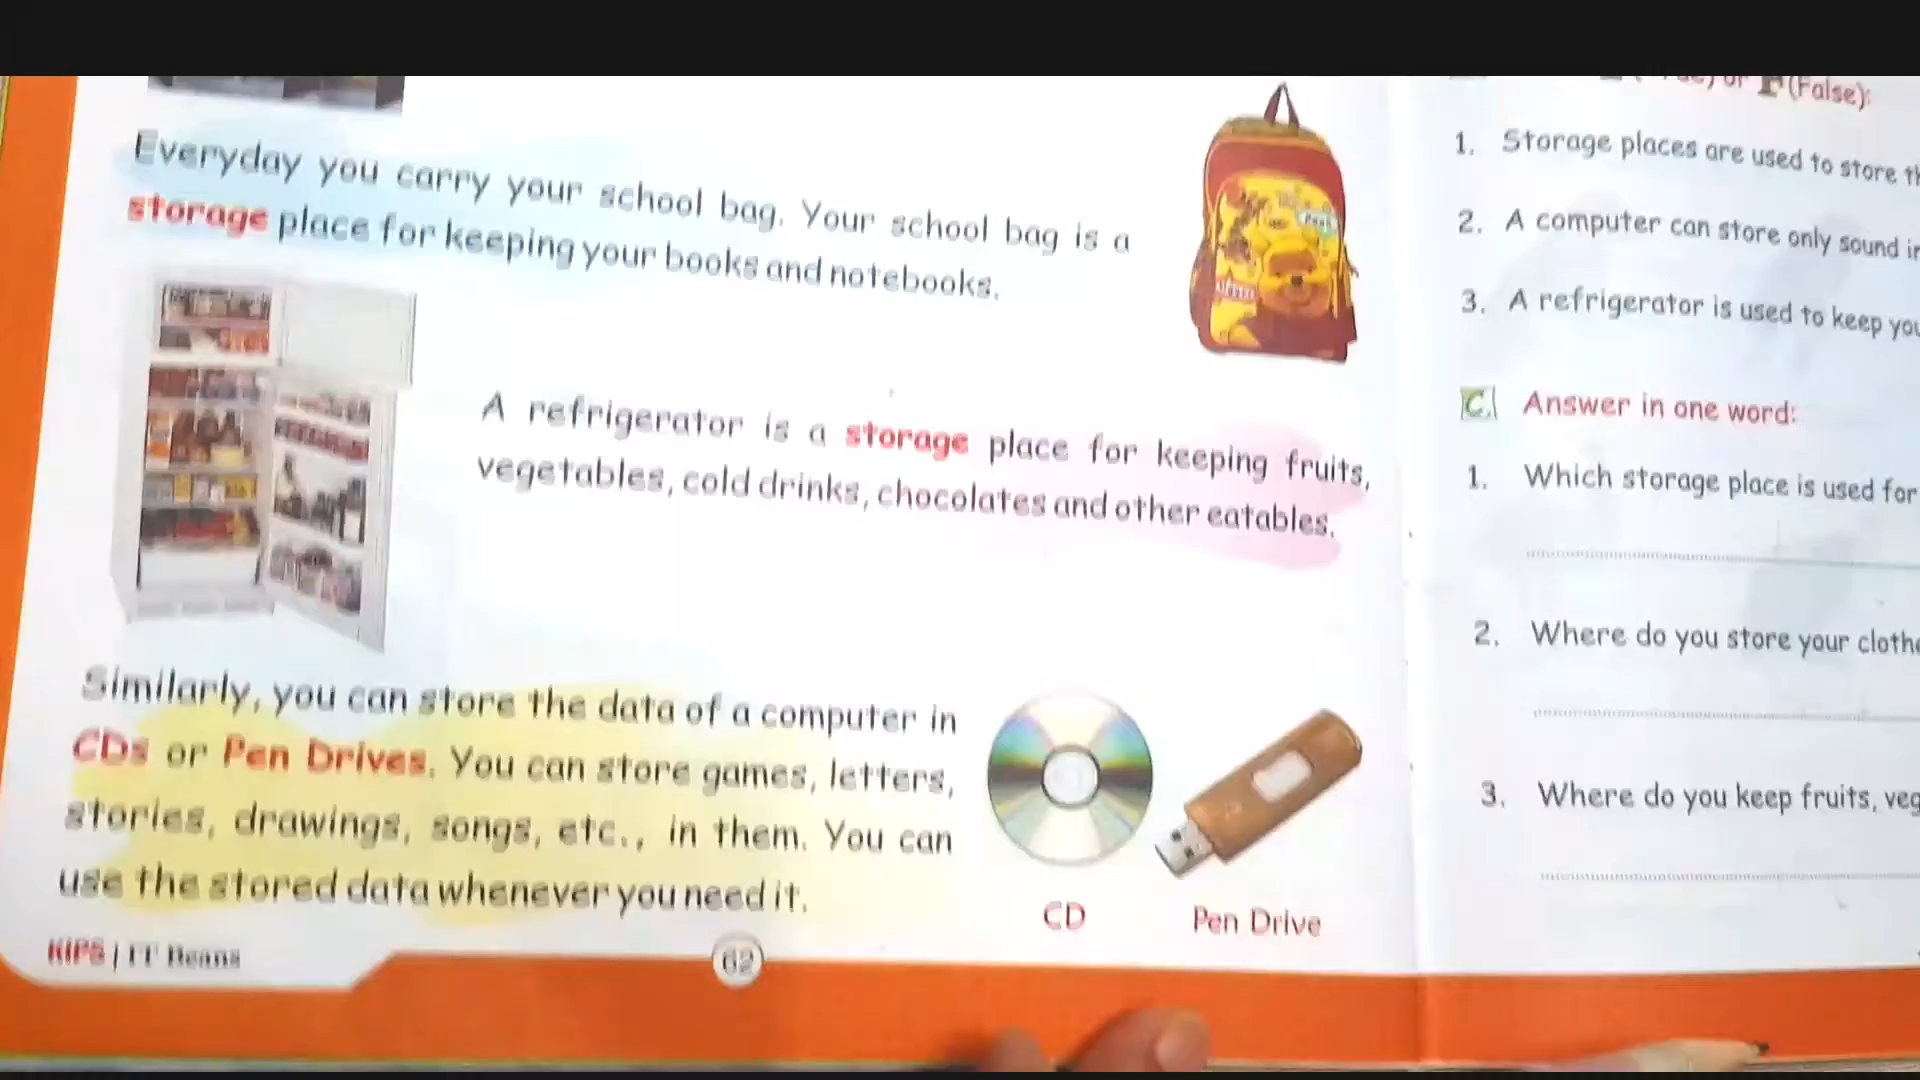 Everyday you carry your school bag. Your school bag is a
storage place for keeping your books and notebooks.
A refrigerator is a storage place for keeping fruits,
vegetables, cold drinks, chocolates and other eatables.
Similarly, you can store the data of a computer in
CDs or Pen Drives. You can store games, letters,
stories, drawings, songs, etc., in them. You can
use the stored data whenever you need it.
CD
Pen Drive
KIPS | IT Beans
62
or F (False):
1. Storage places are used to store
2. A computer can store only sound
3. A refrigerator is used to keep
C. Answer in one word:
1. Which storage place is used for
2. Where do you store your
3. Where do you keep fruits,